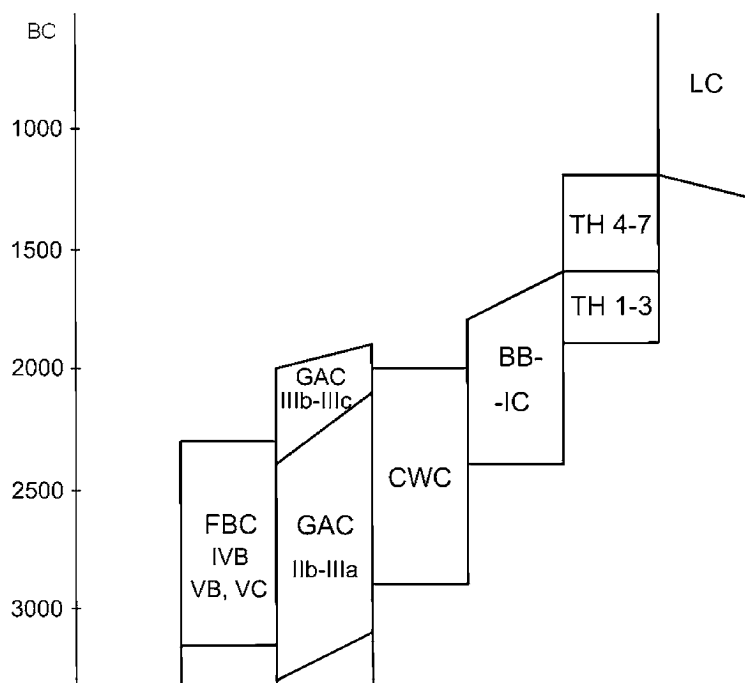 BC
LC
1000
TH 4-7
1500
TH 1-3
2000
GAC
IIIb-IIIc
BB-
-IC
CWC
2500
FBC
IVB
VB, VC
GAC
IIb-IIIa
3000